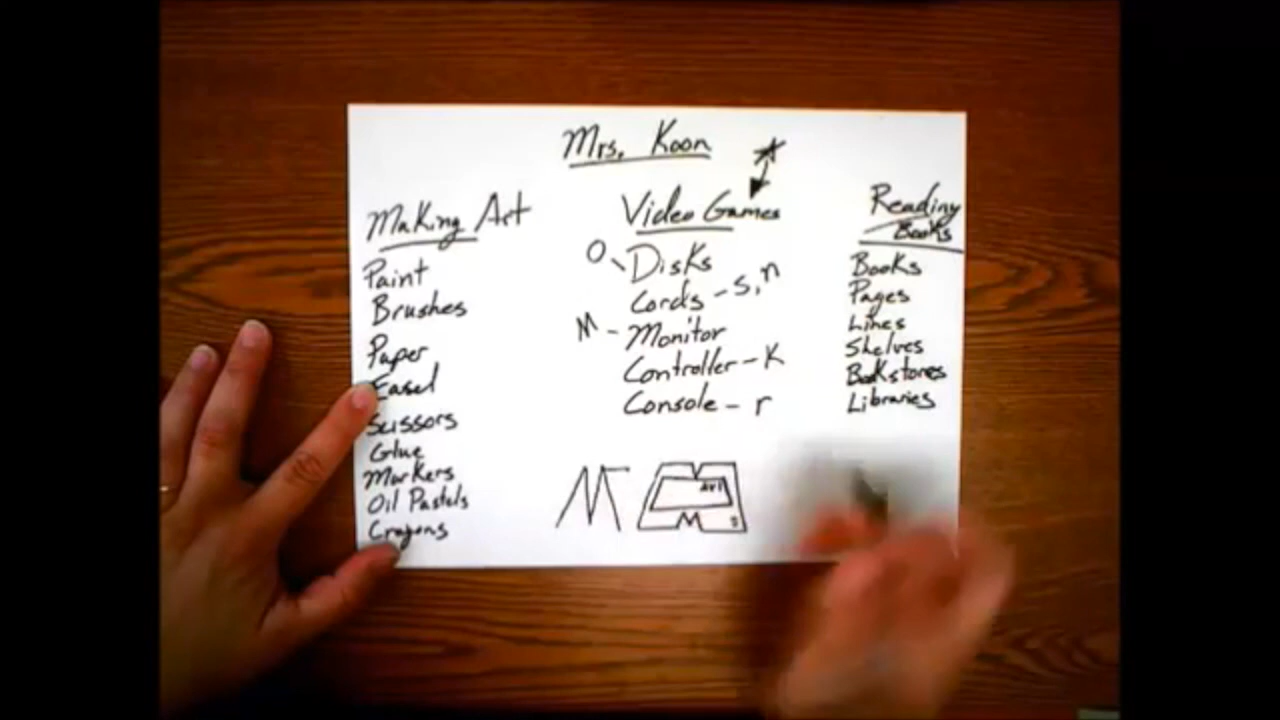 Mrs. Koon
Making Art
Paint
Brushes
Paper
Easel
Scissors
Glue
Markers
Oil Pastels
Crayons
Video Games
O - Disks
Cords - S, n
M - Monitor
Controller - K
Console - r
M
Reading
Books
Books
Pages
Lines
Shelves
Bookstores
Libraries